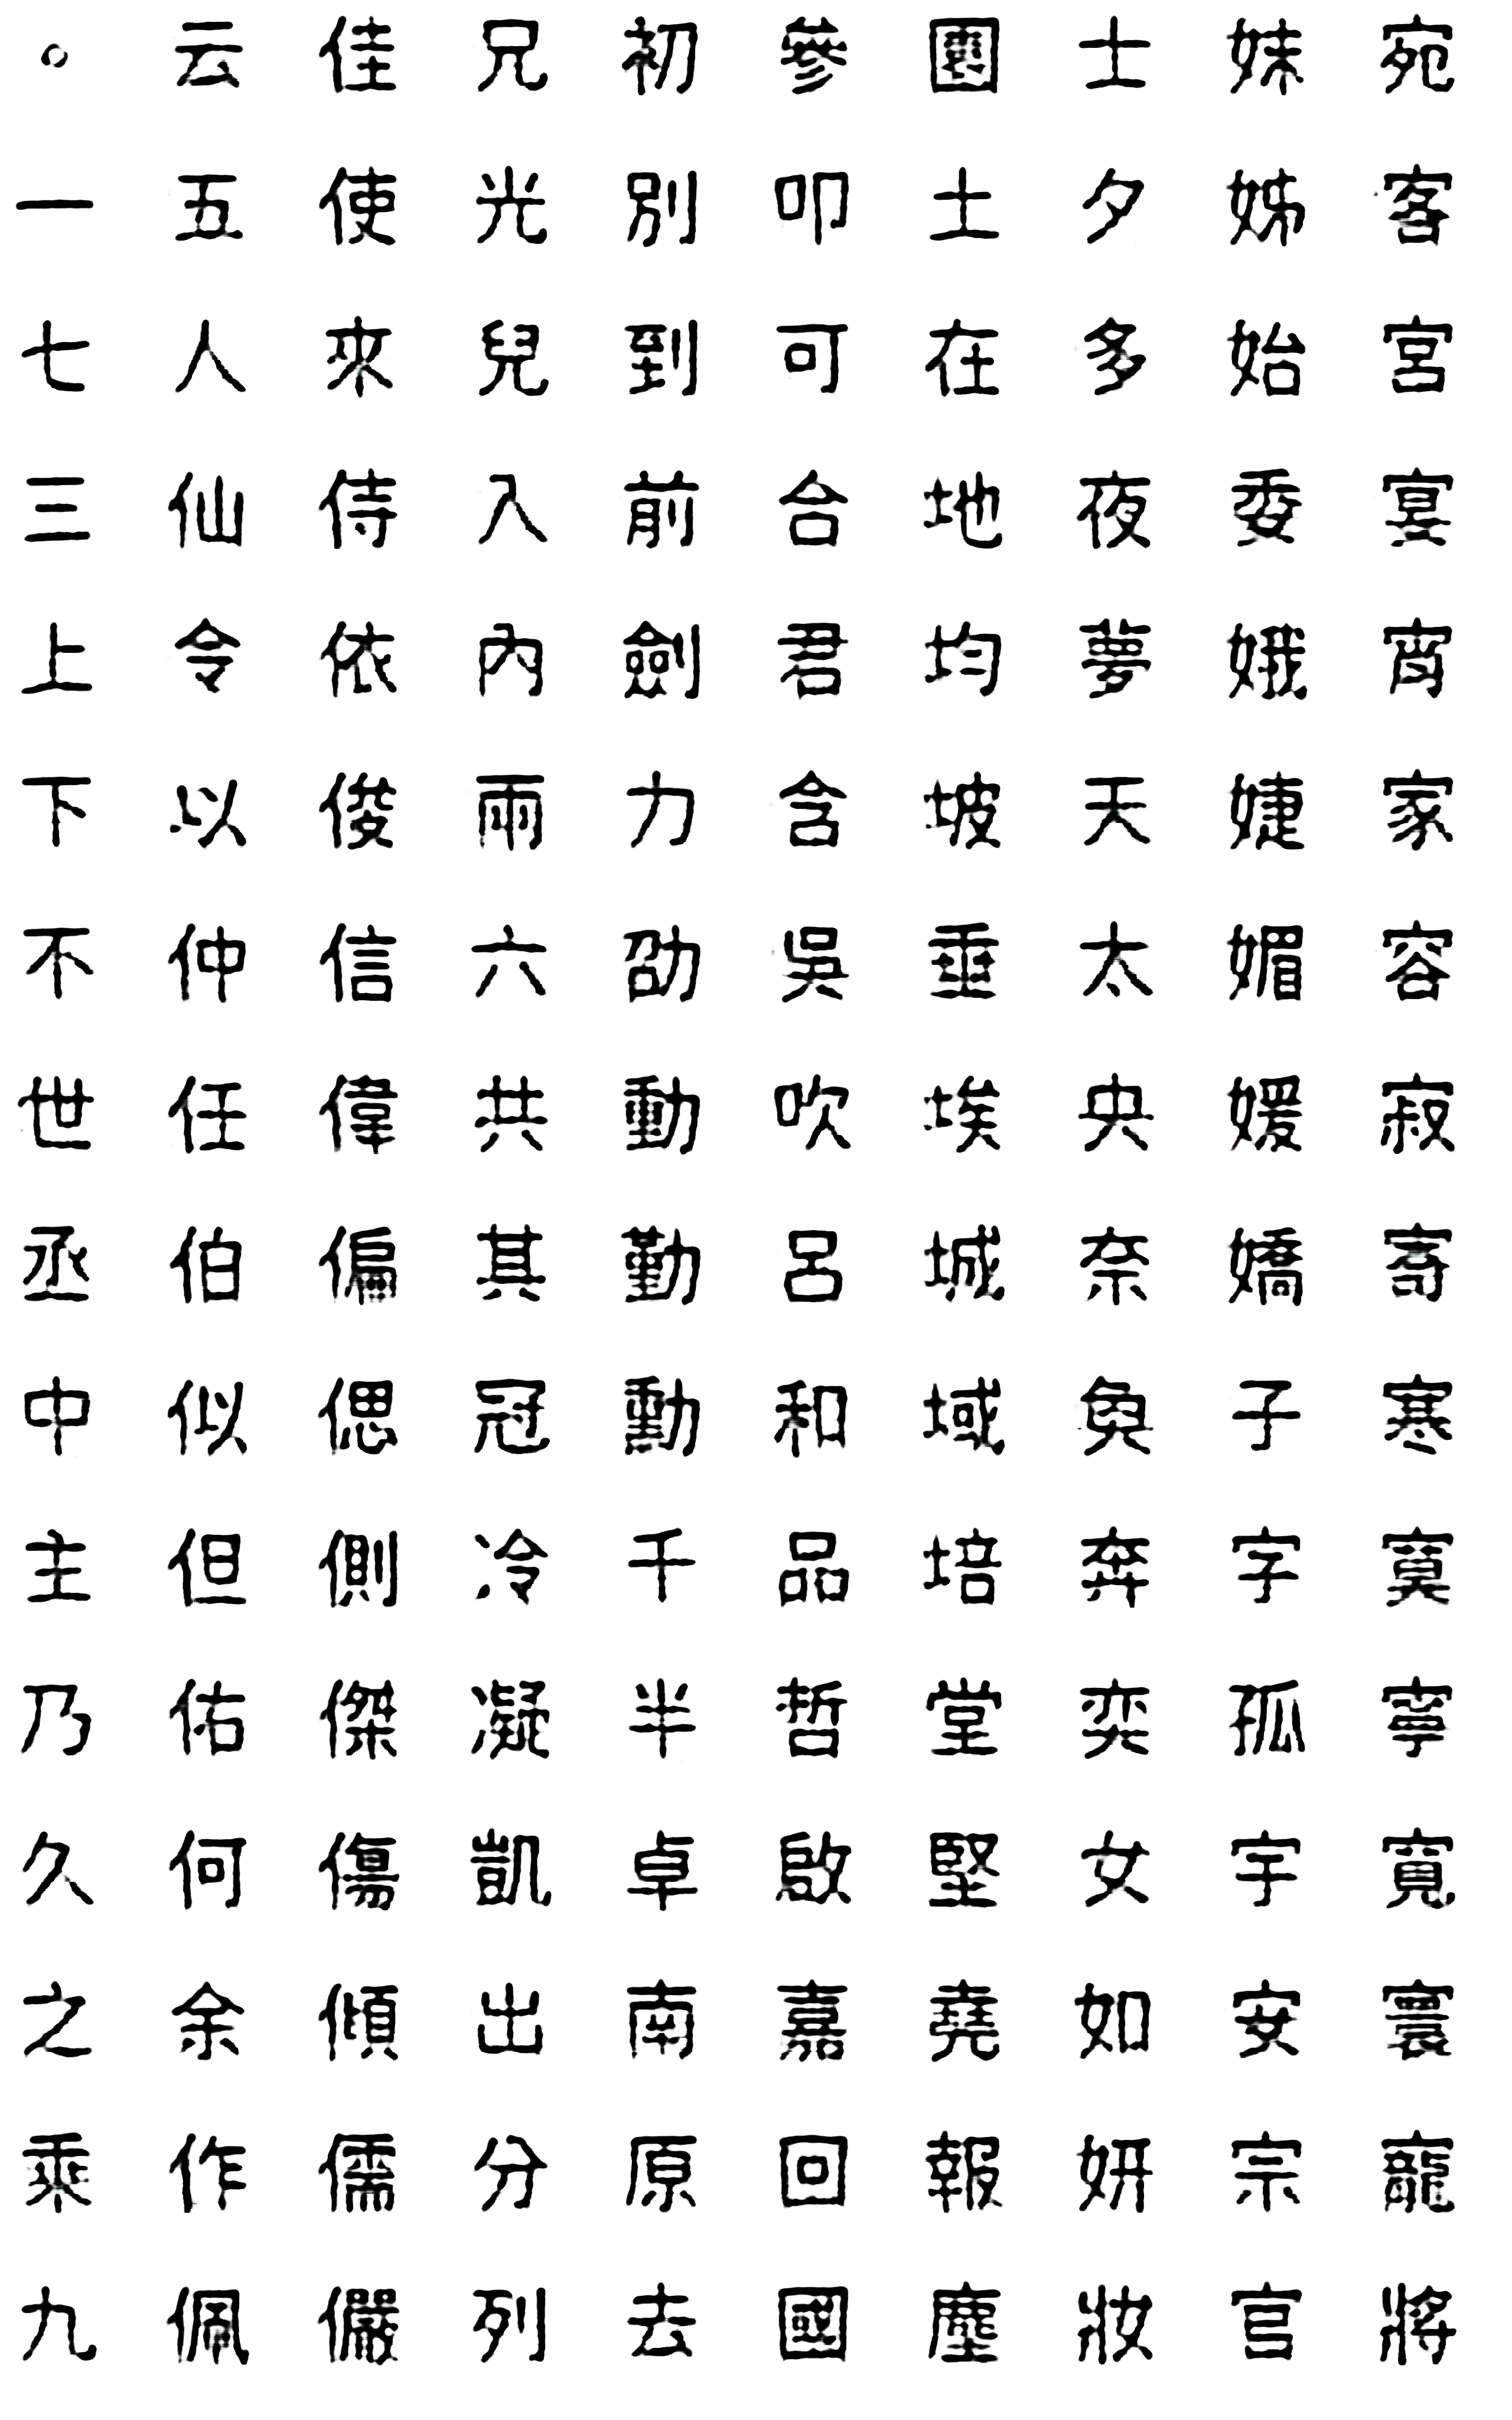 。一七三上下不世丞中主乃久之乘九
云五人仙令以仲任伯似但佑何余作佩
佳使來侍依俊信偉偏偲側傑傷傾儒儼
兄光兒入內兩六共其冠冷凝凱出分列
初別到前劍力劭動勤勳千半卓南原去
參叩可台君含吳吹呂和品哲啟嘉回國
園土在地均坡垂埃城域培堂堅堯報塵
士夕多夜夢天太央奈奐奔奕女如妍妝
妹姊始委娥婕媚媛嬌子字孤宇安宗官
宛客宮宴宵家容寂寄寒寞寧寬寰寵將